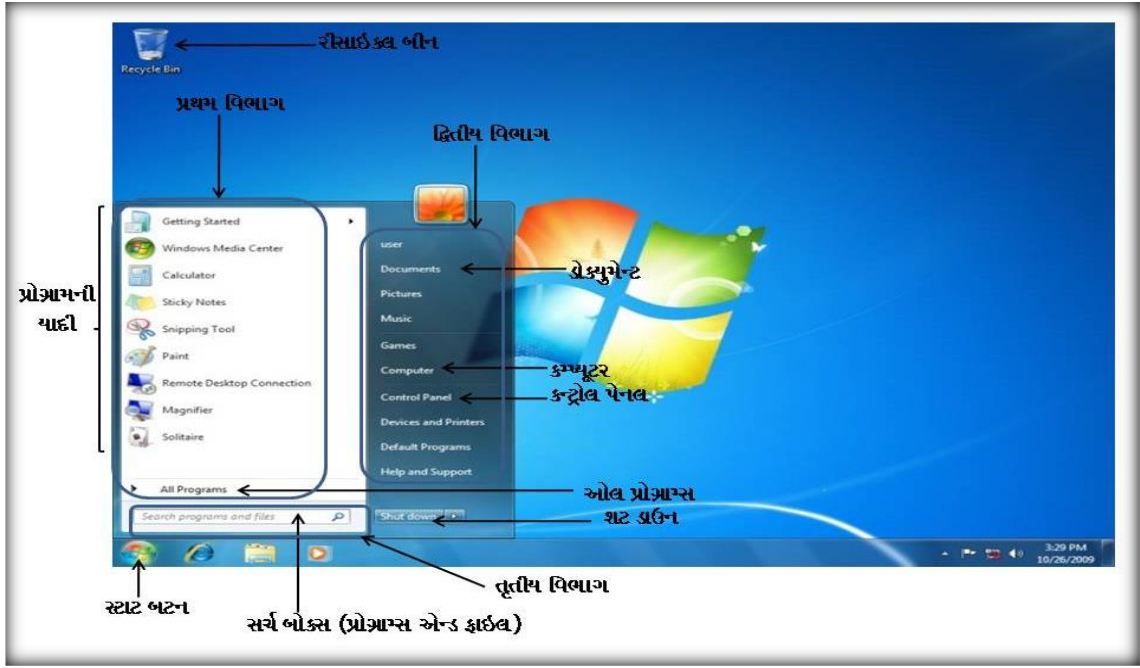 રીસાઈકલ બીન
Recycle Bin
પ્રથમ વિભાગ
દ્વિતીય વિભાગ
Getting Started
Windows Media Center
Calculator
Sticky Notes
Snipping Tool
Paint
Remote Desktop Connection
Magnifier
Solitaire
All Programs
Search programs and files
પ્રોગ્રામની
યાદી
user
Documents
Pictures
Music
Games
Computer
Control Panel
Devices and Printers
Default Programs
Help and Support
Shut down
ડોક્યુમેન્ટ
કમ્પ્યૂટર
કન્ટ્રોલ પેનલ
ઓલ પ્રોગ્રામ્સ
શટ ડાઉન
3:29 PM
10/26/2009
તૃતીય વિભાગ
સ્ટાટ બટન
સર્ચ બોક્સ (પ્રોગ્રામ્સ એન્ડ ફાઇલ)